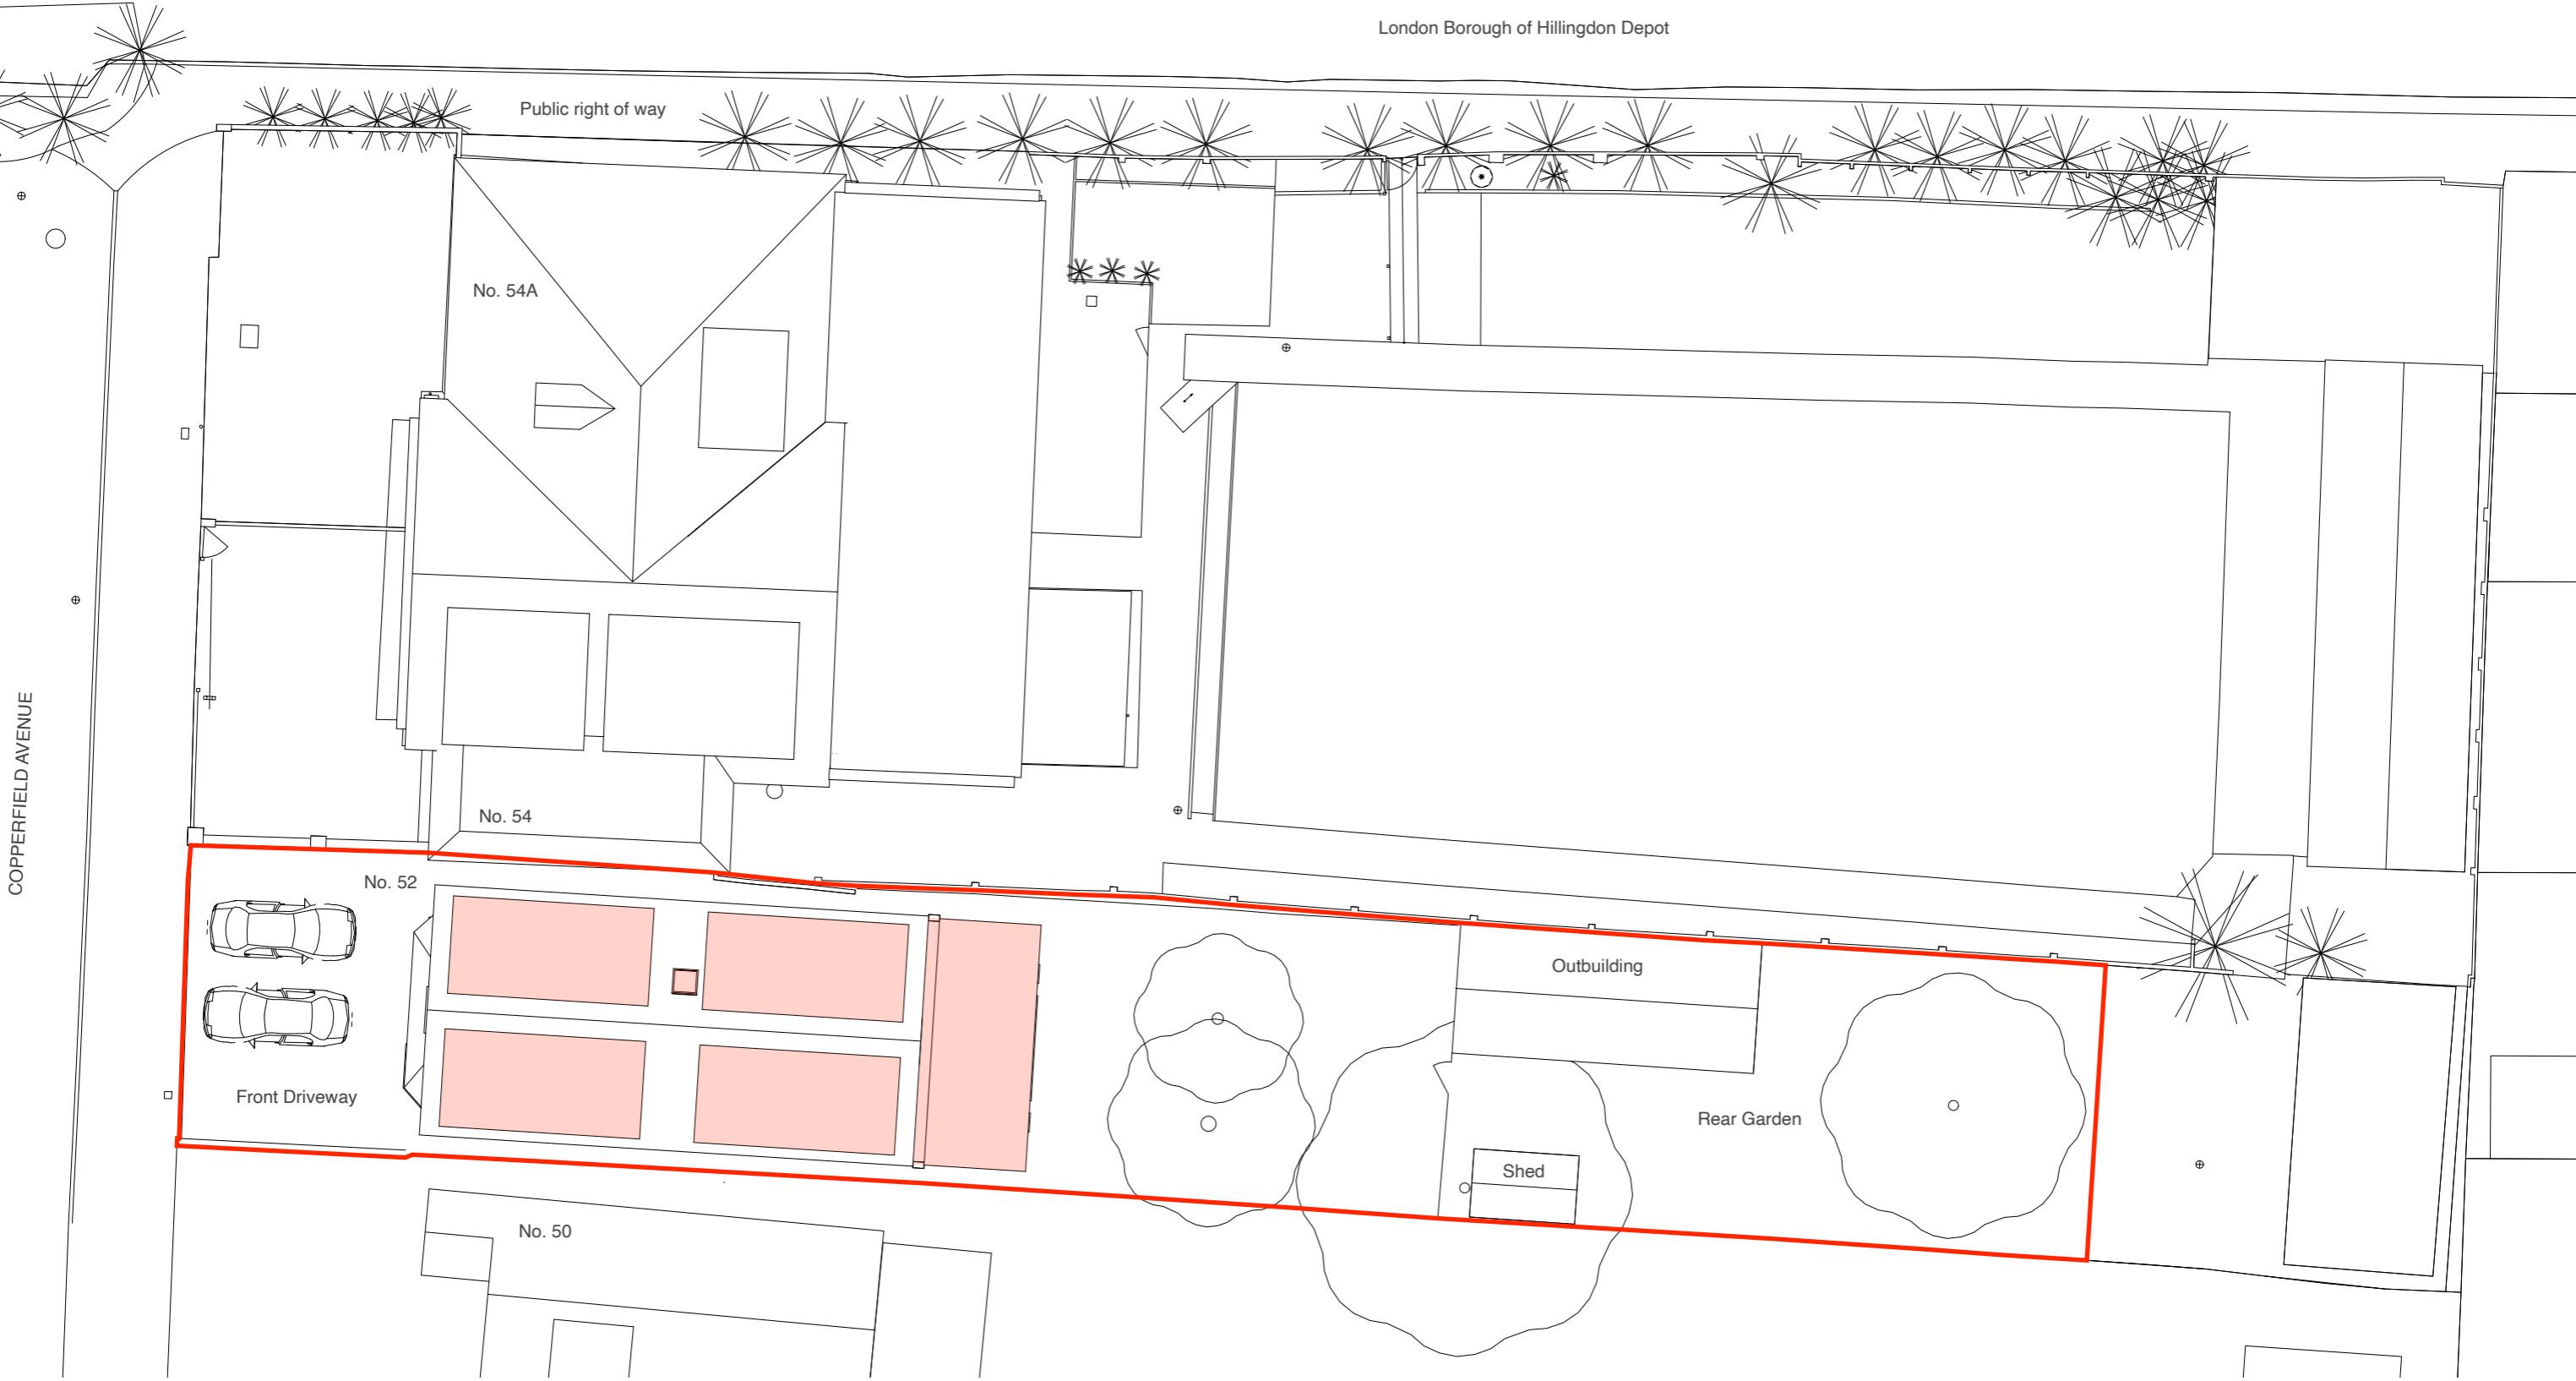 London Borough of Hillingdon Depot
Public right of way
No. 54A
COPPERFIELD AVENUE
No. 54
No. 52
Outbuilding
Front Driveway
Rear Garden
Shed
No. 50